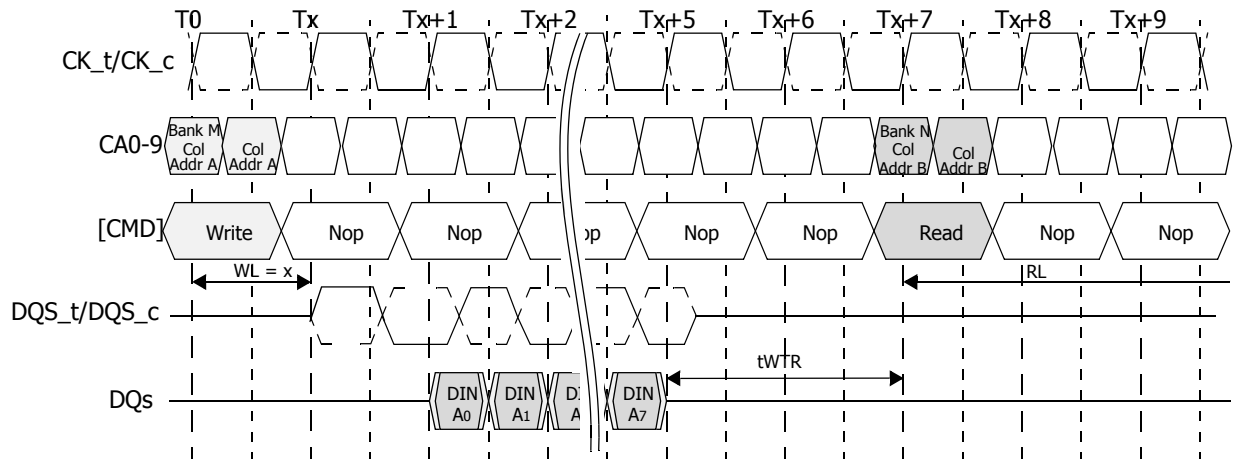 T0 Tx Tx+1 Tx+2 Tx+5 Tx+6 Tx+7 Tx+8 Tx+9
CK_t/CK_c
CA0-9
Bank M
Col
Addr A
Col
Addr A
Bank N
Col
Addr B
Col
Addr B
[CMD]
Write Nop Nop op Nop Nop Read Nop Nop
WL = x
RL
DQS_t/DQS_c
tWTR
DQs
DIN
A0
DIN
A1
DI
A
DIN
A7